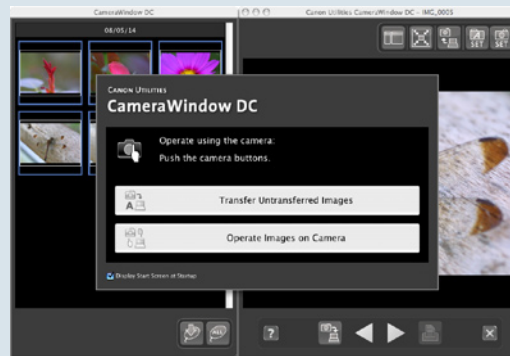 CameraWindow DC
Canon Utilities CameraWindow DC – IMG_0005
08/05/14
SET
SET
CANON UTILITIES
CameraWindow DC
Operate using the camera:
Push the camera buttons.
Transfer Untransferred Images
Operate Images on Camera
Display Start Screen at Startup
ALL
?